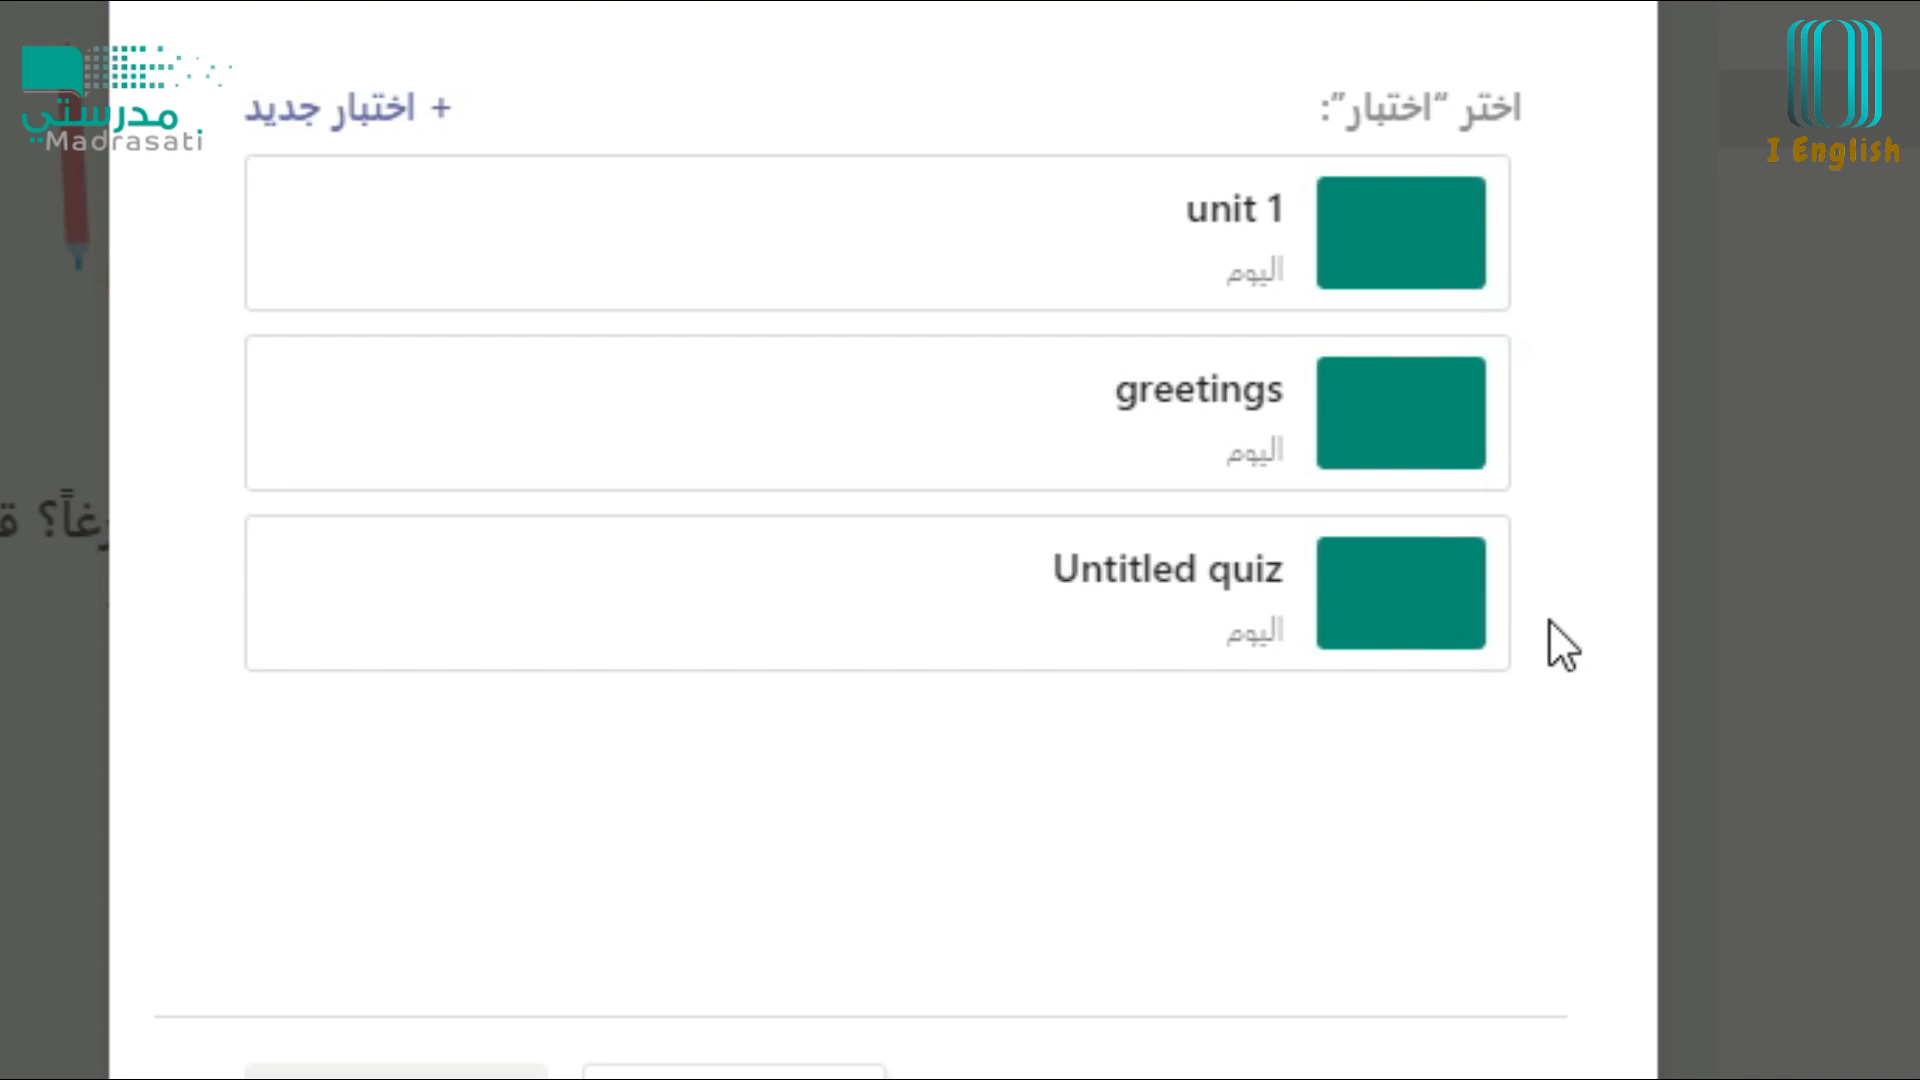 مدرستي
Madrasati
I English
اختر "اختبار":
+ اختبار جديد
unit 1
اليوم
greetings
اليوم
Untitled quiz
اليوم